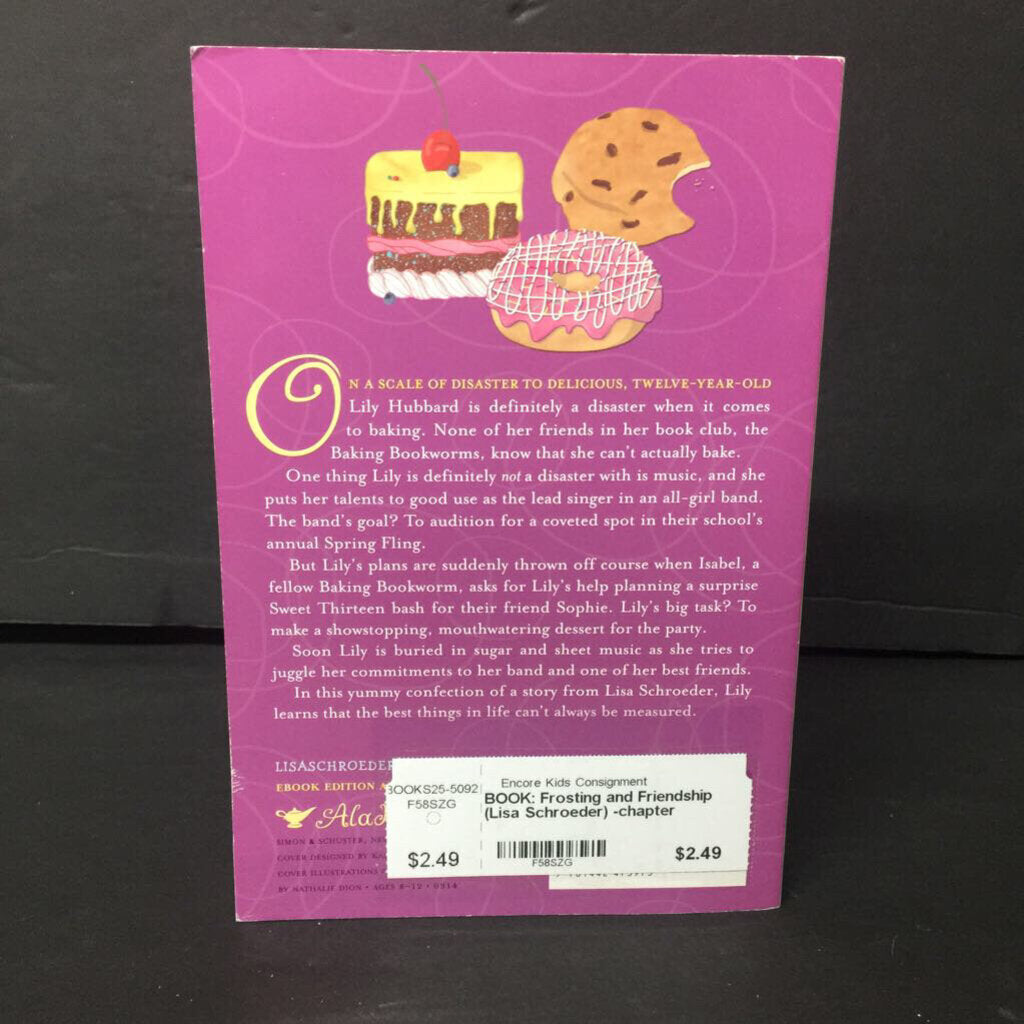 ON A SCALE OF DISASTER TO DELICIOUS, TWELVE-YEAR-OLD
Lily Hubbard is definitely a disaster when it comes
to baking. None of her friends in her book club, the
Baking Bookworms, know that she can't actually bake.
One thing Lily is definitely not a disaster with is music, and she
puts her talents to good use as the lead singer in an all-girl band.
The band's goal? To audition for a coveted spot in their school's
annual Spring Fling.
But Lily's plans are suddenly thrown off course when Isabel, a
fellow Baking Bookworm, asks for Lily's help planning a surprise
Sweet Thirteen bash for their friend Sophie. Lily's big task? To
make a showstopping, mouthwatering dessert for the party.
Soon Lily is buried in sugar and sheet music as she tries to
juggle her commitments to her band and one of her best friends.
In this yummy confection of a story from Lisa Schroeder, Lily
learns that the best things in life can't always be measured.
LISASCHROEDER
EBOOK EDITION A
Alad
SIMON & SCHUSTER, NE
COVER DESIGNED BY
COVER ILLUSTRATIONS
BY NATHALIE DION • AGES 8-12 • 0314
BOOKS25-5092
F58SZG
$2.49
Encore Kids Consignment
BOOK: Frosting and Friendship
(Lisa Schroeder) -chapter
F58SZG
$2.49